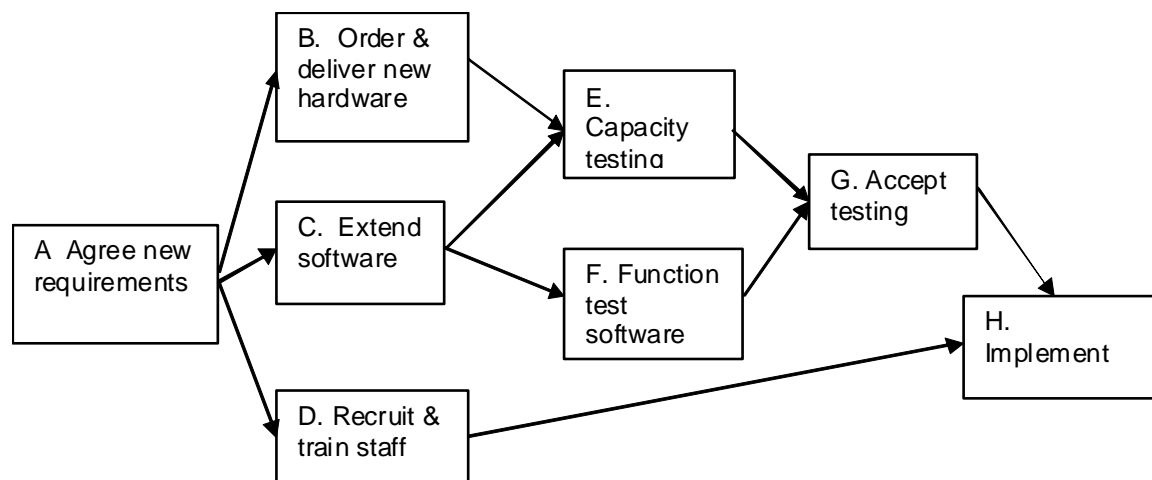 B. Order &
deliver new
hardware
E.
Capacity
testing
G. Accept
testing
C. Extend
software
A Agree new
requirements
F. Function
test
software
H.
Implement
D. Recruit &
train staff